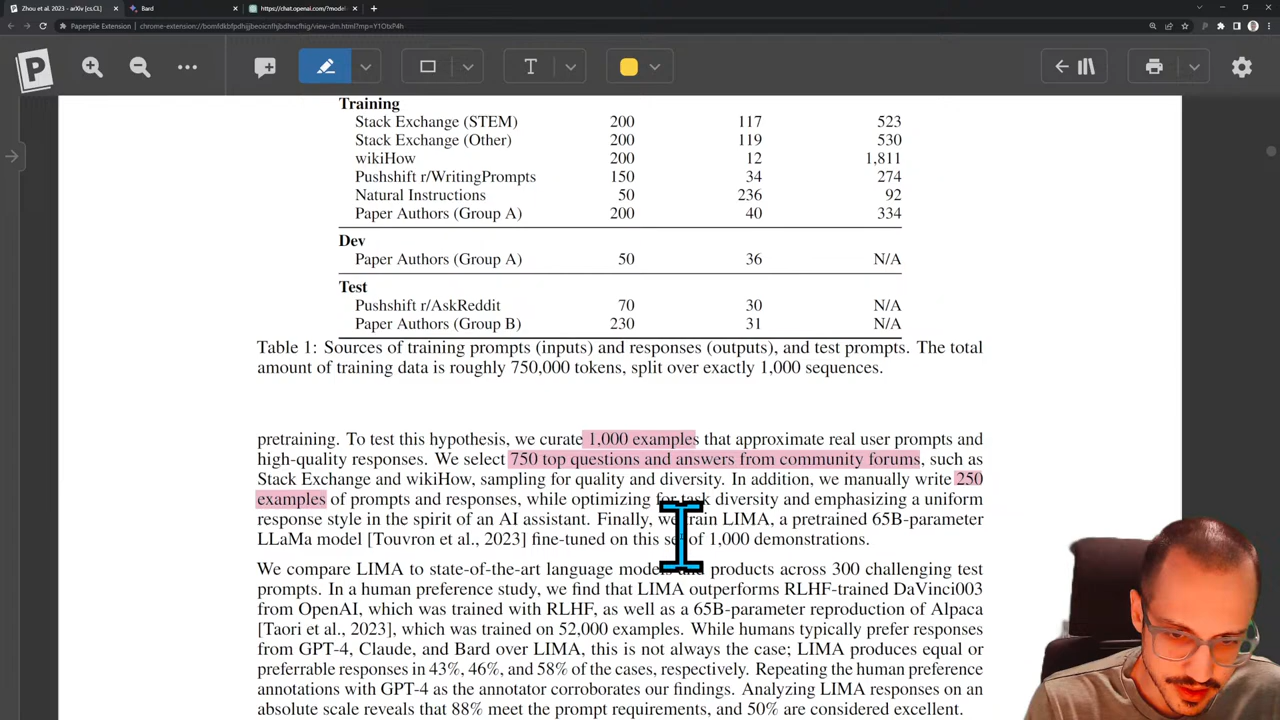 Zhou et al. 2023 - arXiv [cs.CL]
Bard
https://chat.openai.com/?model
Paperpile Extension
P
T
Training
Stack Exchange (STEM) 200 117 523
Stack Exchange (Other) 200 119 530
wikiHow 200 12 1,811
Pushshift r/WritingPrompts 150 34 274
Natural Instructions 50 236 92
Paper Authors (Group A) 200 40 334
Dev
Paper Authors (Group A) 50 36 N/A
Test
Pushshift r/AskReddit 70 30 N/A
Paper Authors (Group B) 230 31 N/A
Table 1: Sources of training prompts (inputs) and responses (outputs), and test prompts. The total
amount of training data is roughly 750,000 tokens, split over exactly 1,000 sequences.
pretraining. To test this hypothesis, we curate 1,000 examples that approximate real user prompts and
high-quality responses. We select 750 top questions and answers from community forums, such as
Stack Exchange and wikiHow, sampling for quality and diversity. In addition, we manually write 250
examples of prompts and responses, while optimizing for task diversity and emphasizing a uniform
response style in the spirit of an AI assistant. Finally, we train LIMA, a pretrained 65B-parameter
LLaMa model [Touvron et al., 2023] fine-tuned on this set of 1,000 demonstrations.
We compare LIMA to state-of-the-art language models and products across 300 challenging test
prompts. In a human preference study, we find that LIMA outperforms RLHF-trained DaVinci003
from OpenAI, which was trained with RLHF, as well as a 65B-parameter reproduction of Alpaca
[Taori et al., 2023], which was trained on 52,000 examples. While humans typically prefer responses
from GPT-4, Claude, and Bard over LIMA, this is not always the case; LIMA produces equal or
preferrable responses in 43%, 46%, and 58% of the cases, respectively. Repeating the human preference
annotations with GPT-4 as the annotator corroborates our findings. Analyzing LIMA responses on an
absolute scale reveals that 88% meet the prompt requirements, and 50% are considered excellent.